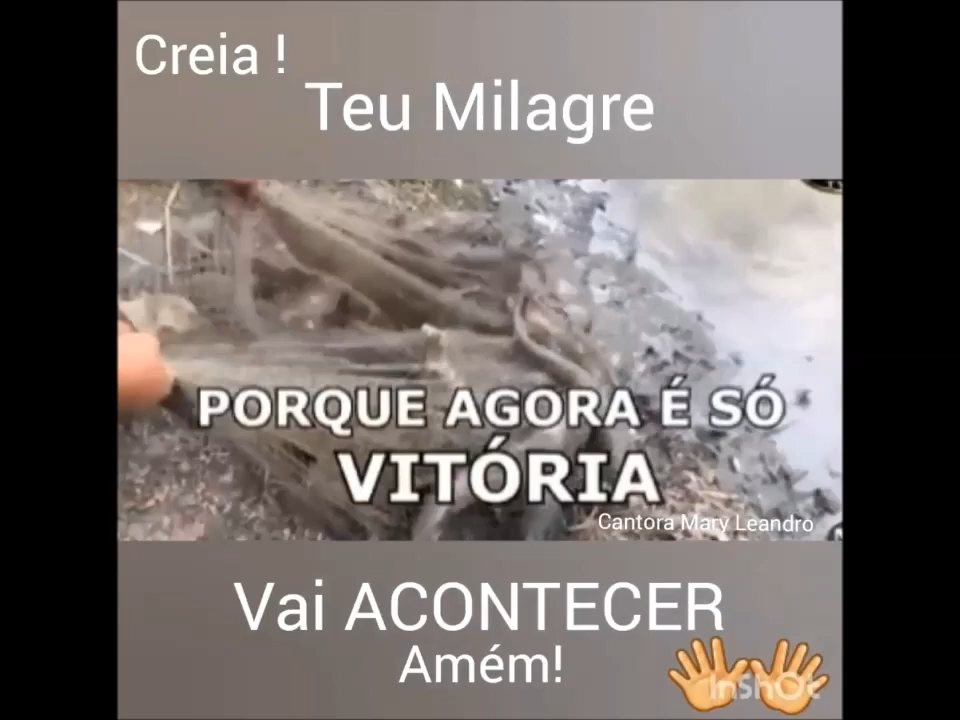 Creia !
Teu Milagre
PORQUE AGORA É SÓ
VITÓRIA
Cantora Mary Leandro
Vai ACONTECER
Amém!
InShOt